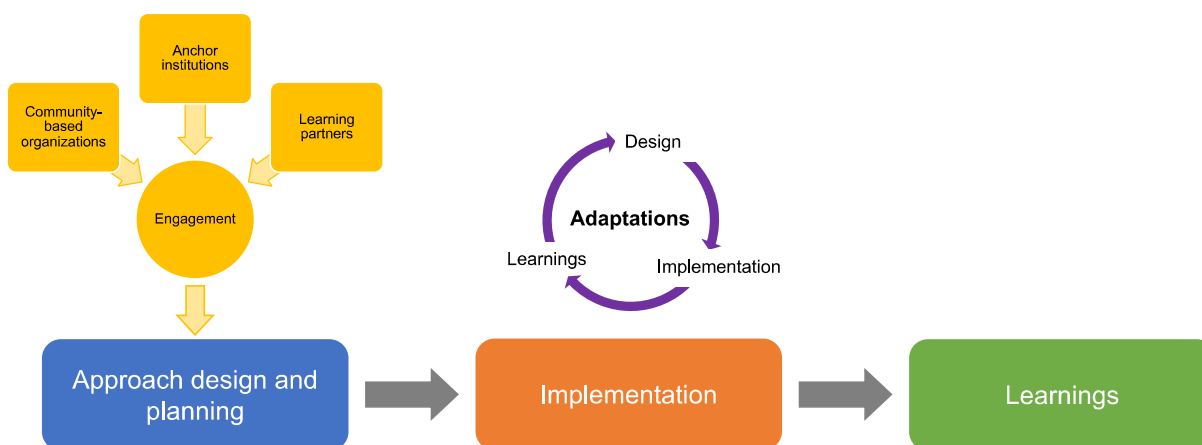 Anchor
institutions
Community-
based
organizations
Learning
partners
Engagement
Design
Adaptations
Learnings
Implementation
Approach design and
planning
Implementation
Learnings